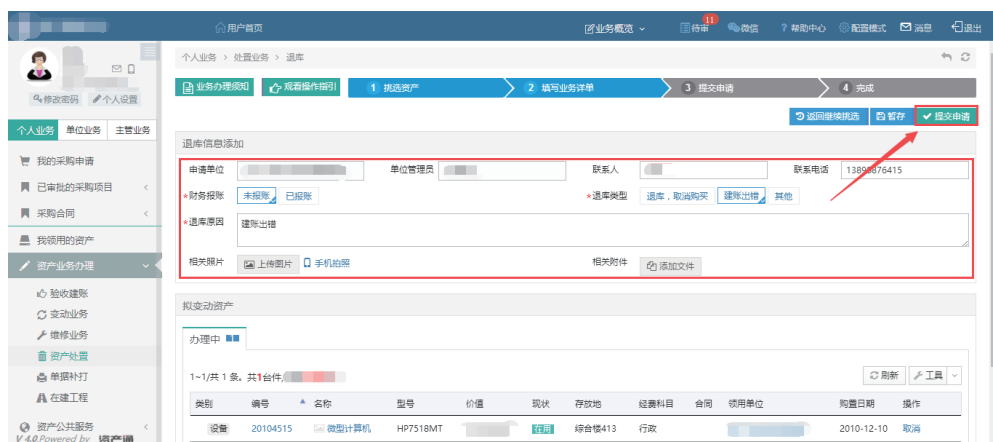 用户首页 业务概览 待审 11 微信 ? 帮助中心 配置模式 消息 退出
修改密码 个人设置
个人业务 单位业务 主管业务
我的采购申请
已审批的采购项目
采购合同
我领用的资产
资产业务办理
验收建账
变动业务
维修业务
资产处置
单据补打
在建工程
资产公共服务
V 4.0.Powered by 资产通
个人业务 > 处置业务 > 退库
业务办理须知 观看操作指引 1 挑选资产 2 填写业务详单 3 提交申请 4 完成
返回继续挑选 暂存 提交申请
退库信息添加
申请单位 单位管理员 联系人 联系电话 13898876415
*财务报账 未报账 已报账 *退库类型 退库，取消购买 建账出错 其他
*退库原因 建账出错
相关照片 上传图片 手机拍照 相关附件 添加文件
拟变动资产
办理中
1~1/共 1 条。共1台件, 刷新 工具
类别 编号 名称 型号 价值 现状 存放地 经费科目 合同 领用单位 购置日期 操作
设备 20104515 微型计算机 HP7518MT 在用 综合楼413 行政 2010-12-10 取消